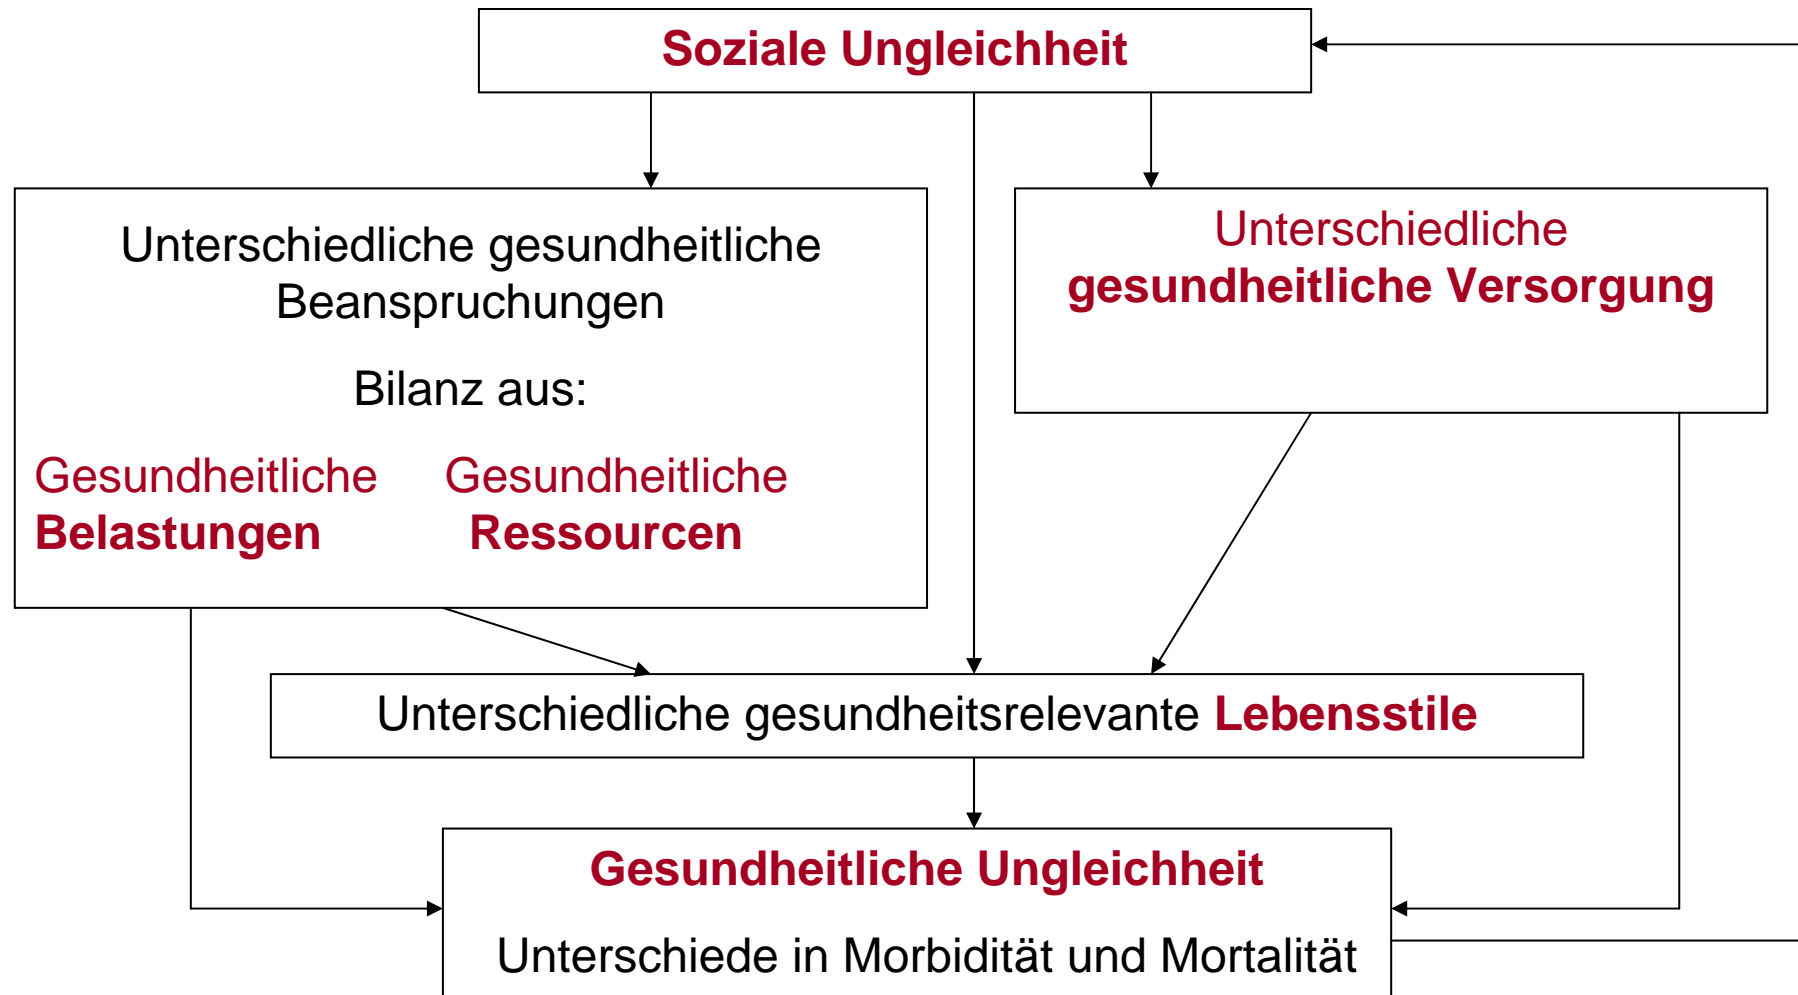 Soziale Ungleichheit
Unterschiedliche gesundheitliche
Beanspruchungen
Bilanz aus:
Gesundheitliche Gesundheitliche
Belastungen Ressourcen
Unterschiedliche
gesundheitliche Versorgung
Unterschiedliche gesundheitsrelevante Lebensstile
Gesundheitliche Ungleichheit
Unterschiede in Morbidität und Mortalität